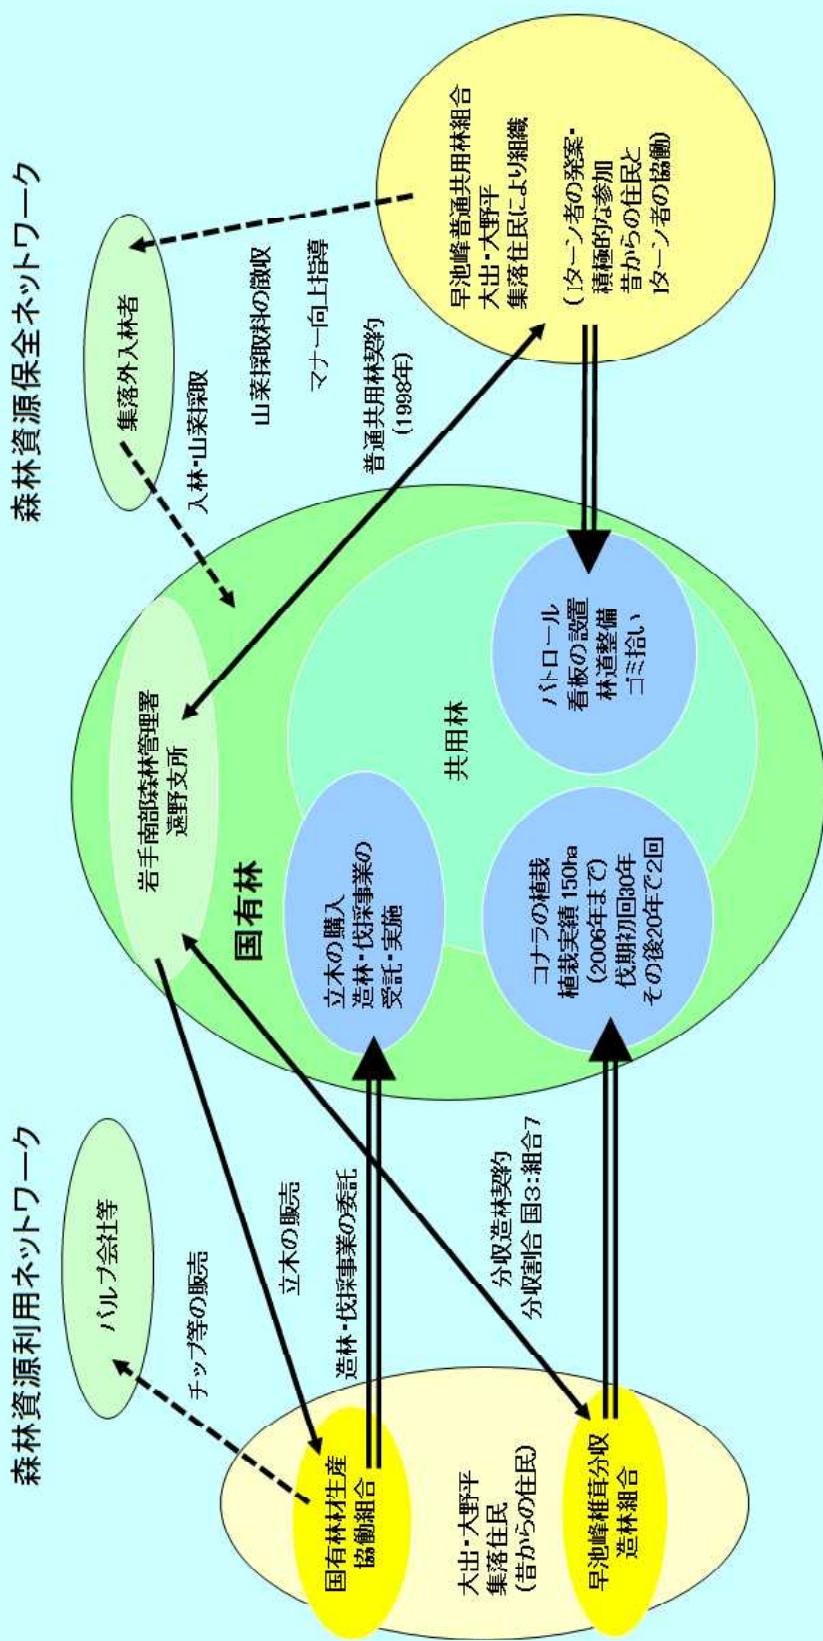 森林資源利用ネットワーク
森林資源保全ネットワーク
パルプ会社等
チップ等の販売
立木の販売
造林・伐採事業の委託
分収造林契約
分収割合 国3:組合7
国有林材生産
協働組合
大出・大野平
集落住民
(昔からの住民)
早池峰椎茸分収
造林組合
岩手南部森林管理署
遠野支所
国有林
立木の購入
造林・伐採事業の
受託・実施
共用林
コナラの植栽
植栽実績 150ha
(2006年まで)
伐期初回30年
その後20年で2回
パトロール
看板の設置
林道整備
ゴミ拾い
集落外入林者
入林・山菜採取
山菜採取料の徴収
マナー向上指導
普通共用林契約
(1998年)
早池峰普通共用林組合
大出・大野平
集落住民により組織
(Iターン者の発案・
積極的な参加
昔からの住民と
Iターン者の協働)